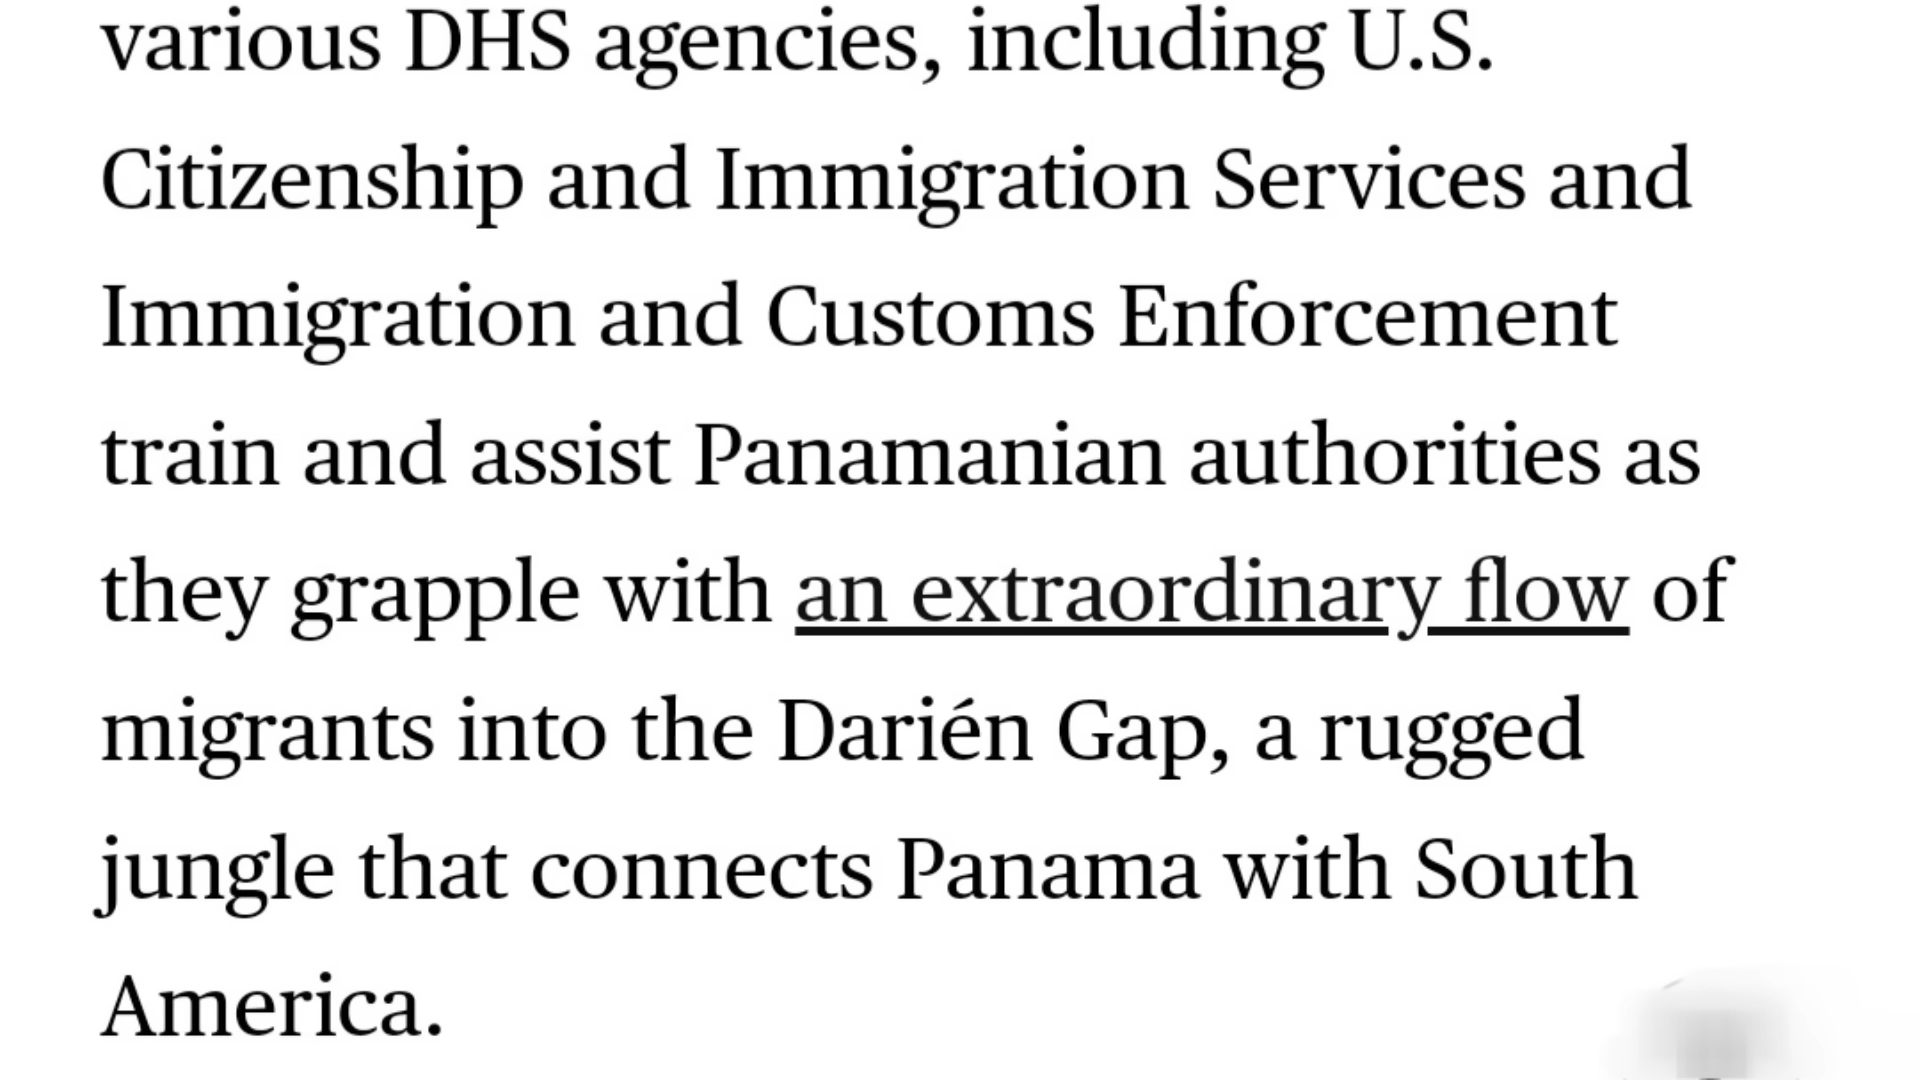 various DHS agencies, including U.S.
Citizenship and Immigration Services and
Immigration and Customs Enforcement
train and assist Panamanian authorities as
they grapple with an extraordinary flow of
migrants into the Darién Gap, a rugged
jungle that connects Panama with South
America.